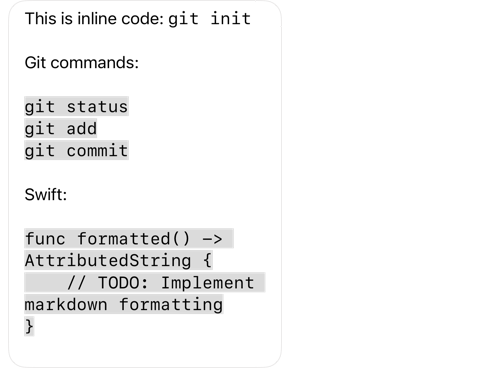 This is inline code: git init
Git commands:
git status
git add
git commit
Swift:
func formatted() ->
AttributedString {
    // TODO: Implement
markdown formatting
}